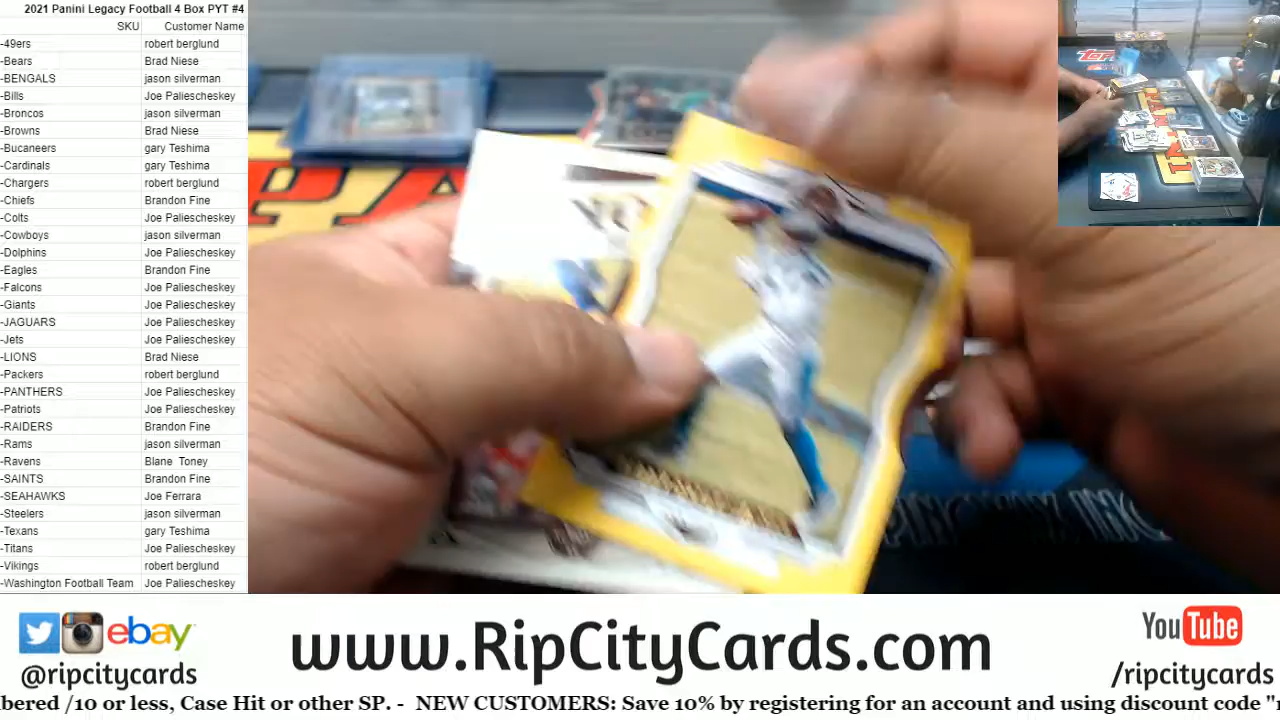 2021 Panini Legacy Football 4 Box PYT #4
SKU Customer Name
-49ers robert berglund
-Bears Brad Niese
-BENGALS jason silverman
-Bills Joe Paliescheskey
-Broncos jason silverman
-Browns Brad Niese
-Bucaneers gary Teshima
-Cardinals gary Teshima
-Chargers robert berglund
-Chiefs Brandon Fine
-Colts Joe Paliescheskey
-Cowboys jason silverman
-Dolphins Joe Paliescheskey
-Eagles Brandon Fine
-Falcons Joe Paliescheskey
-Giants Joe Paliescheskey
-JAGUARS Joe Paliescheskey
-Jets Joe Paliescheskey
-LIONS Brad Niese
-Packers robert berglund
-PANTHERS Joe Paliescheskey
-Patriots Joe Paliescheskey
-RAIDERS Brandon Fine
-Rams jason silverman
-Ravens Blane Toney
-SAINTS Brandon Fine
-SEAHAWKS Joe Ferrara
-Steelers jason silverman
-Texans gary Teshima
-Titans Joe Paliescheskey
-Vikings robert berglund
-Washington Football Team Joe Paliescheskey
ebay
@ripcitycards
www.RipCityCards.com
YouTube
/ripcitycards
bered /10 or less, Case Hit or other SP. - NEW CUSTOMERS: Save 10% by registering for an account and using discount code "